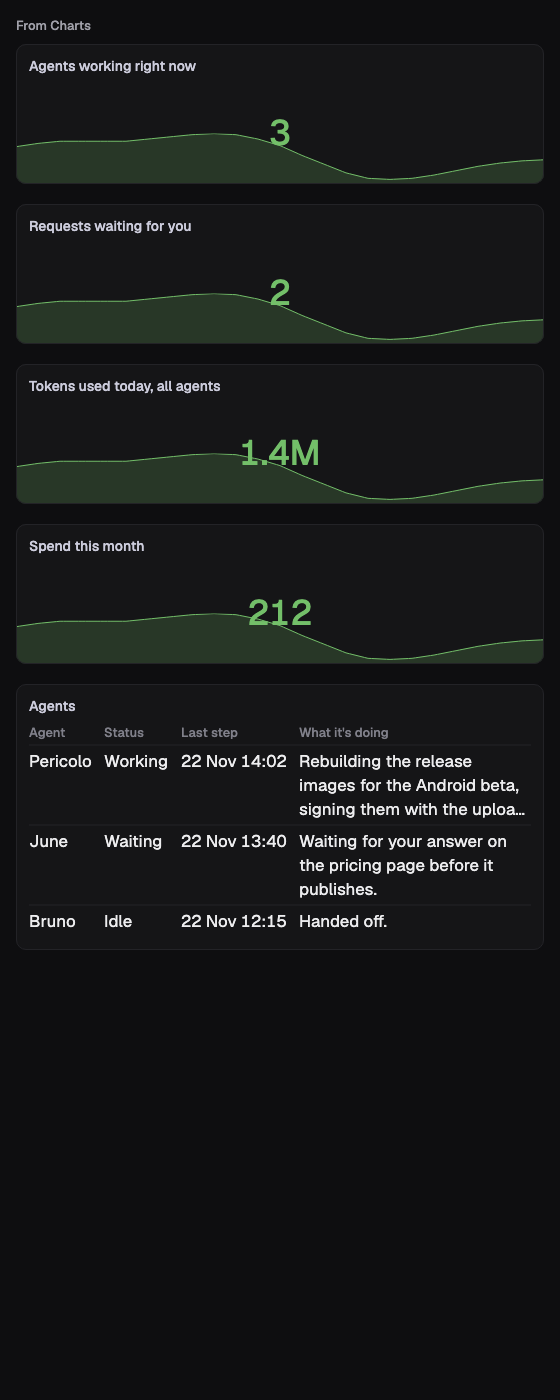 From Charts
Agents working right now
3
Requests waiting for you
2
Tokens used today, all agents
1.4M
Spend this month
212
Agents
Agent Status Last step What it's doing
Pericolo Working 22 Nov 14:02 Rebuilding the release
images for the Android beta,
signing them with the uploa…
June Waiting 22 Nov 13:40 Waiting for your answer on
the pricing page before it
publishes.
Bruno Idle 22 Nov 12:15 Handed off.